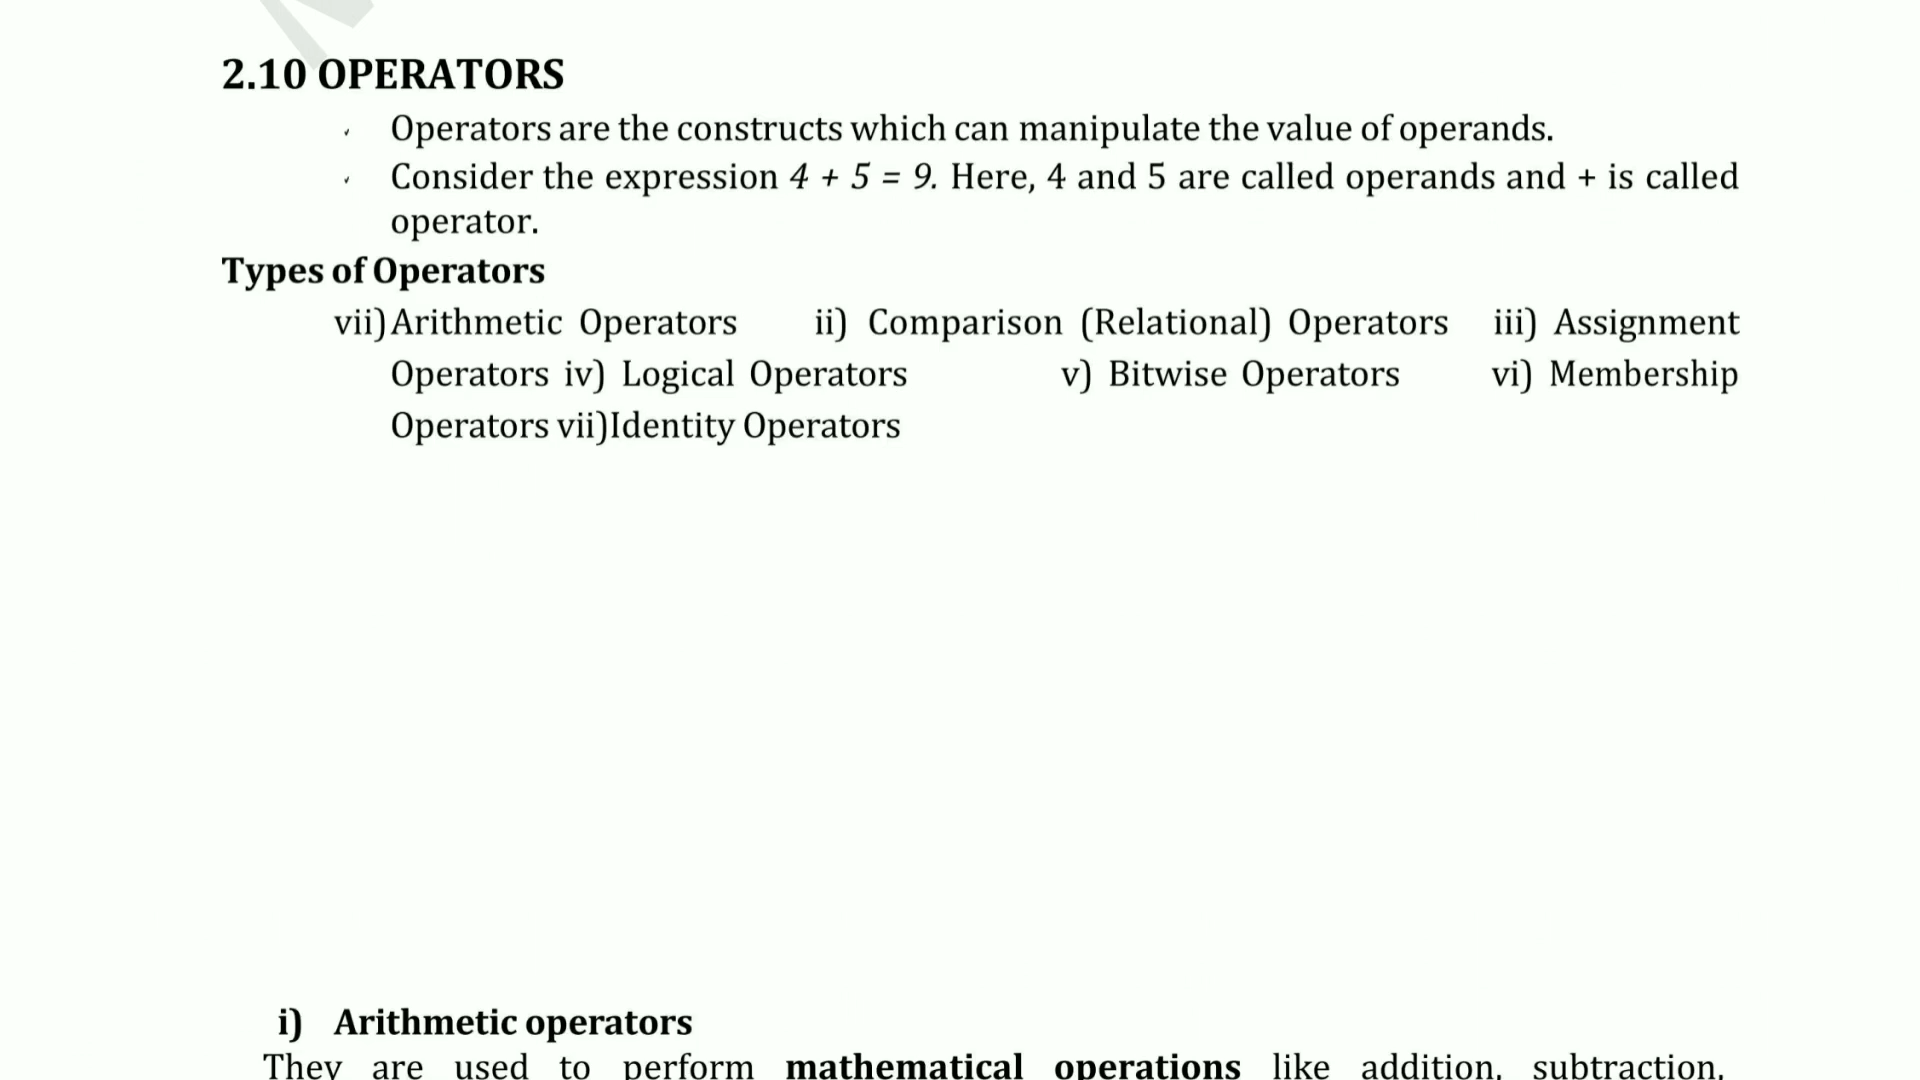 2.10 OPERATORS
✓ Operators are the constructs which can manipulate the value of operands.
✓ Consider the expression 4 + 5 = 9. Here, 4 and 5 are called operands and + is called
operator.
Types of Operators
vii) Arithmetic Operators ii) Comparison (Relational) Operators iii) Assignment
Operators iv) Logical Operators v) Bitwise Operators vi) Membership
Operators vii)Identity Operators
i) Arithmetic operators
They are used to perform mathematical operations like addition, subtraction,